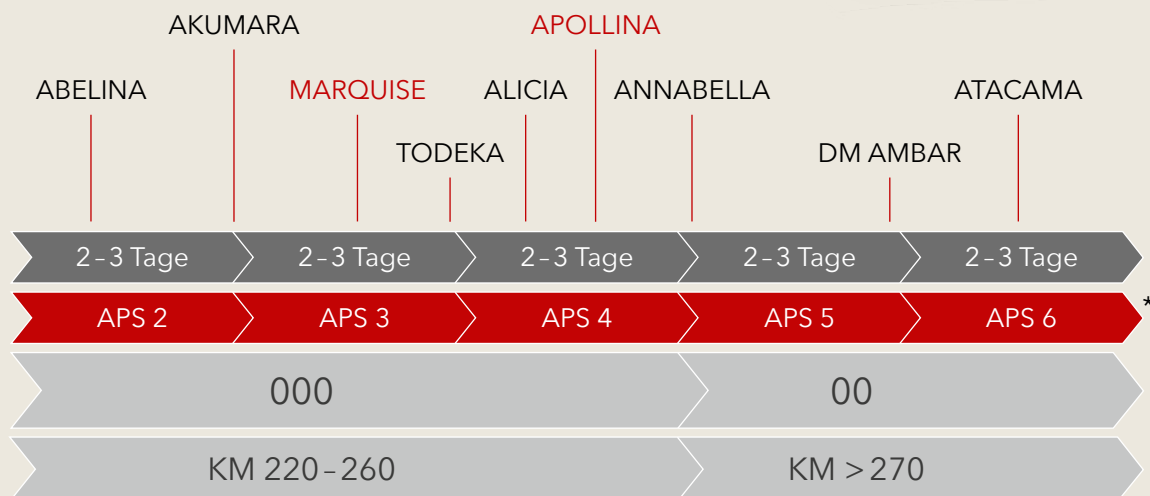 AKUMARA APOLLINA
ABELINA MARQUISE ALICIA ANNABELLA ATACAMA
TODEKA DM AMBAR
2–3 Tage 2–3 Tage 2–3 Tage 2–3 Tage 2–3 Tage
APS 2 APS 3 APS 4 APS 5 APS 6 *
000 00
KM 220–260 KM >270